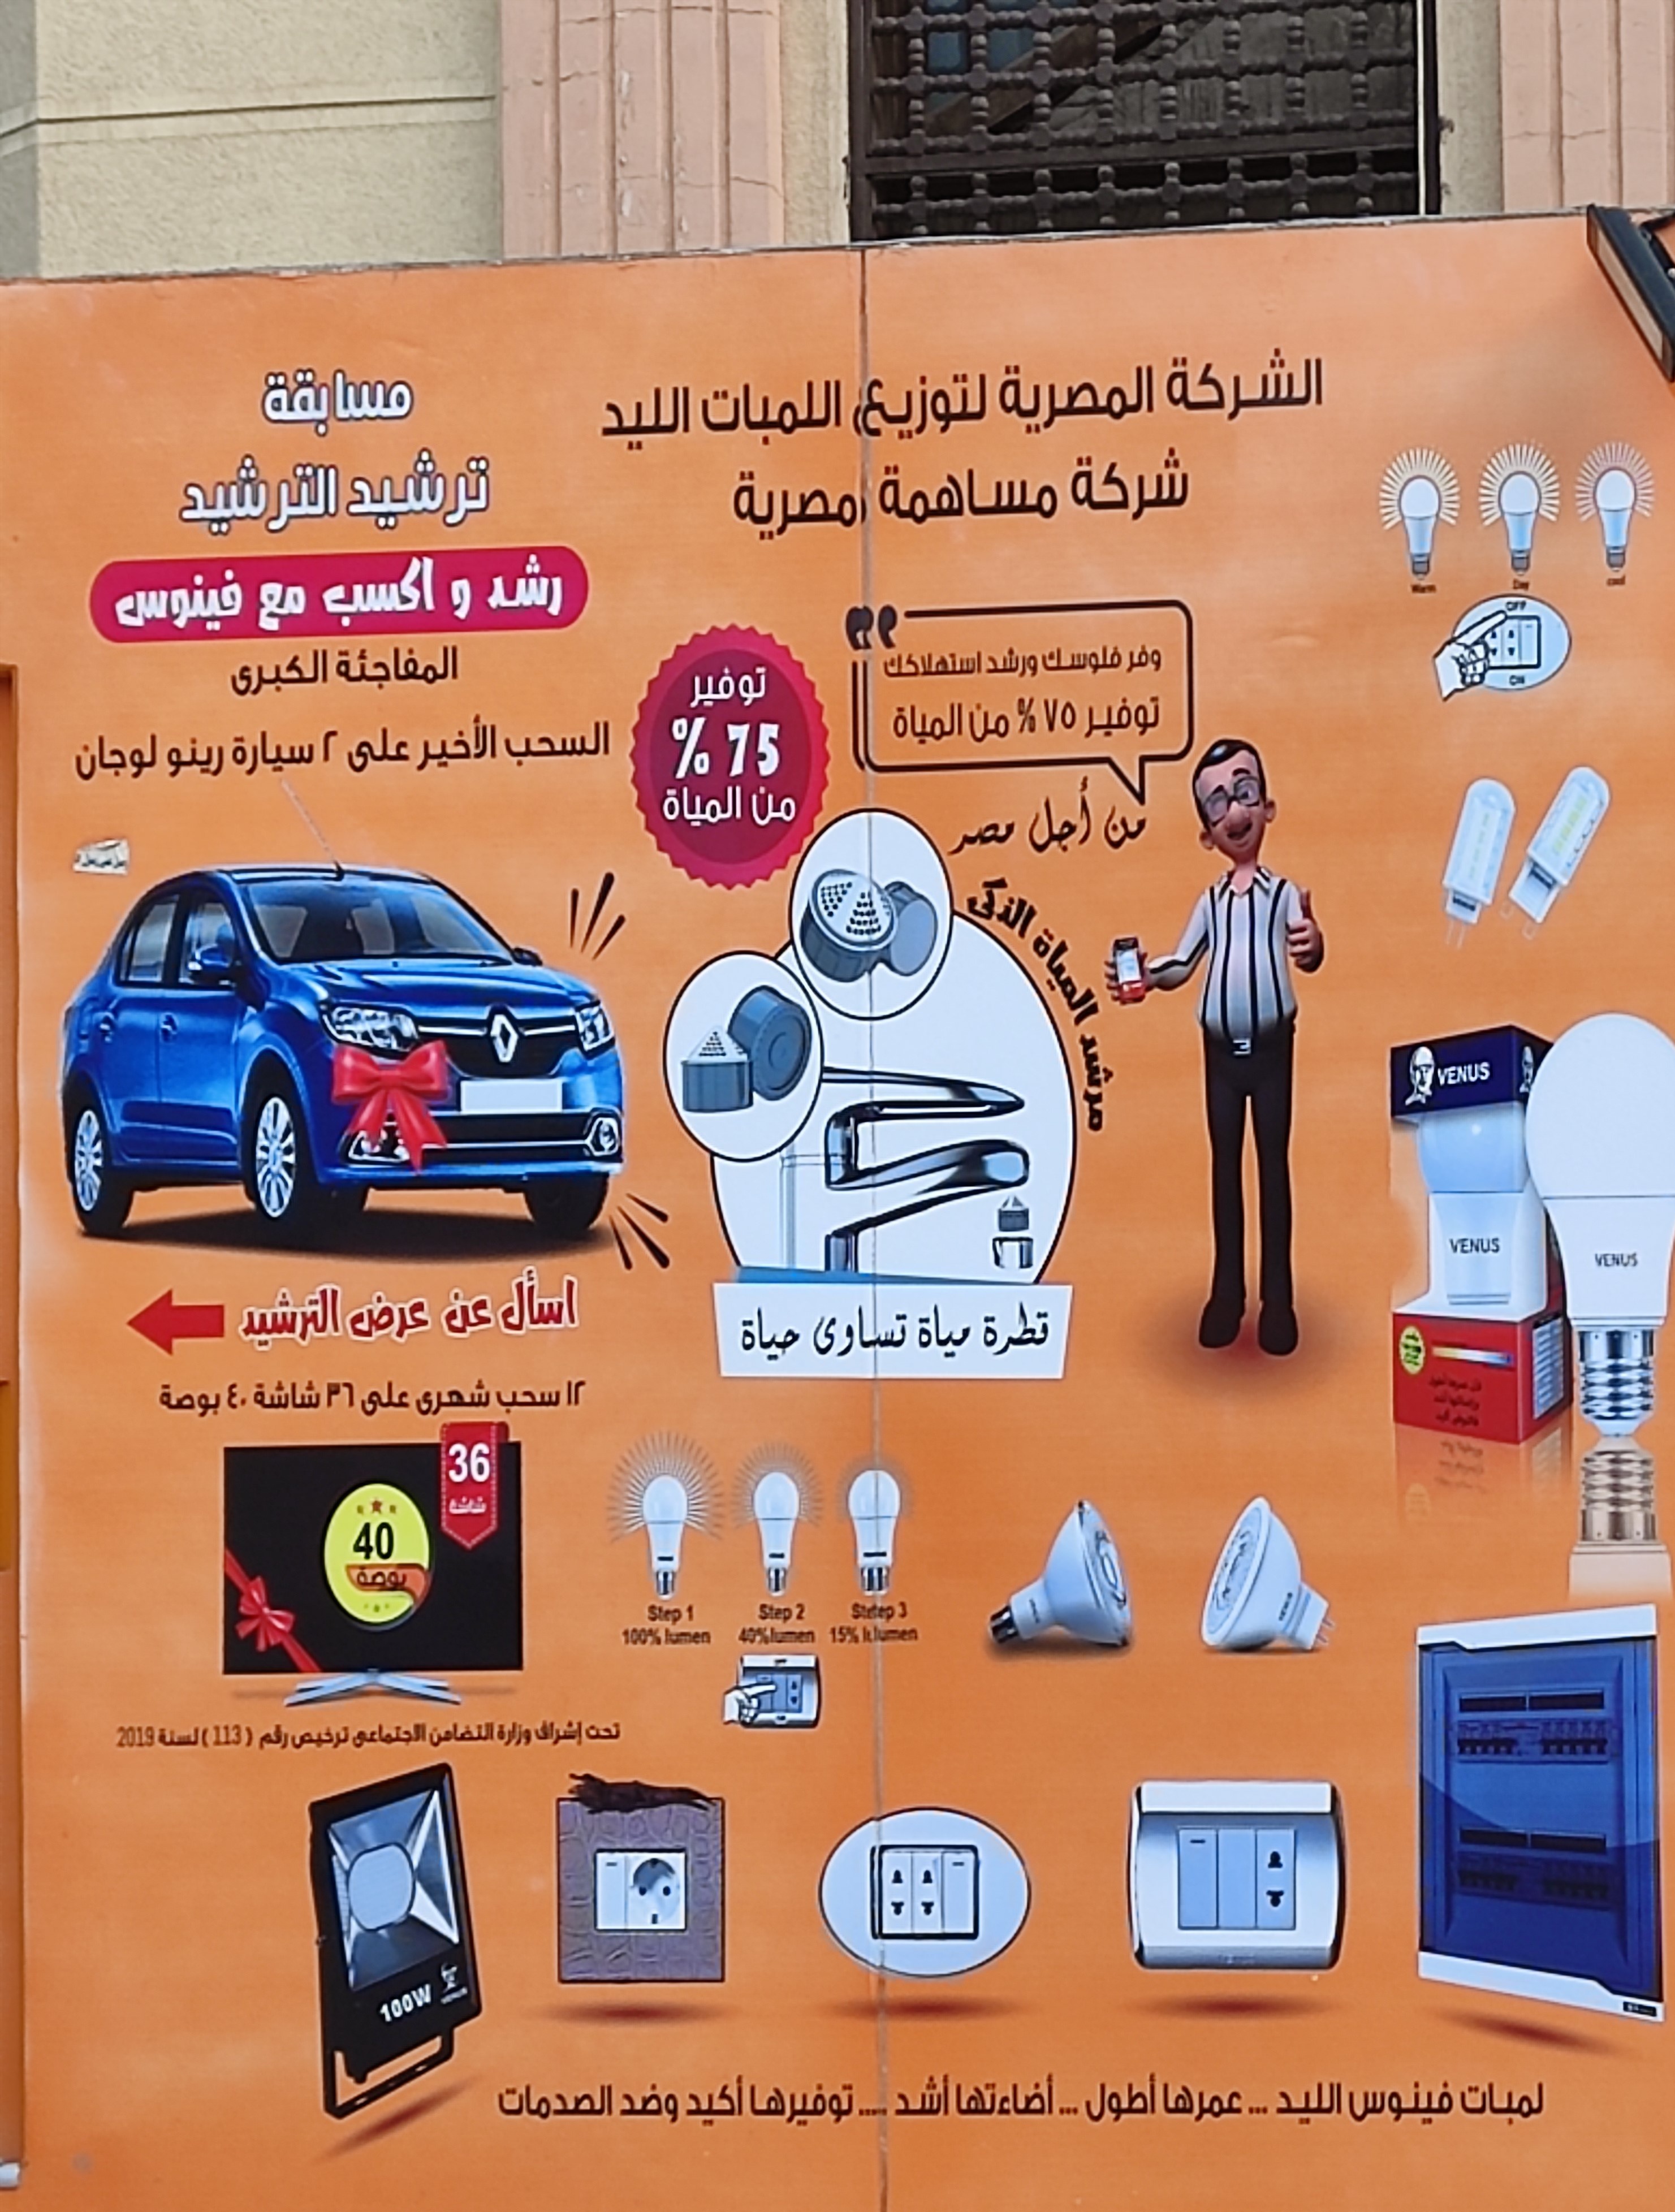 الشركة المصرية لتوزيع اللمبات الليد
شركة مساهمة مصرية
مسابقة
ترشيد الترشيد
رشد و اكسب مع فينوس
المفاجئة الكبرى
السحب الأخير على ٢ سيارة رينو لوجان
توفير
75 %
من المياة
وفر فلوسك ورشد استهلاكك
توفير ٧٥ % من المياة
من أجل مصر
مرشد المياة الذكى
قطرة مياة تساوى حياة
Warm
Day
cool
OFF
ON
VENUS
VENUS
VENUS
اسأل عن عرض الترشيد
١٢ سحب شهرى على ٣٦ شاشة ٤٠ بوصة
36
شاشة
40
بوصة
Step 1
100% lumen
Step 2
40%lumen
Stetep 3
15% lulumen
تحت إشراف وزارة التضامن الاجتماعى ترخيص رقم ( 113 ) لسنة 2019
100W
VENUS
لمبات فينوس الليد ... عمرها أطول ... أضاءتها أشد .... توفيرها أكيد وضد الصدمات